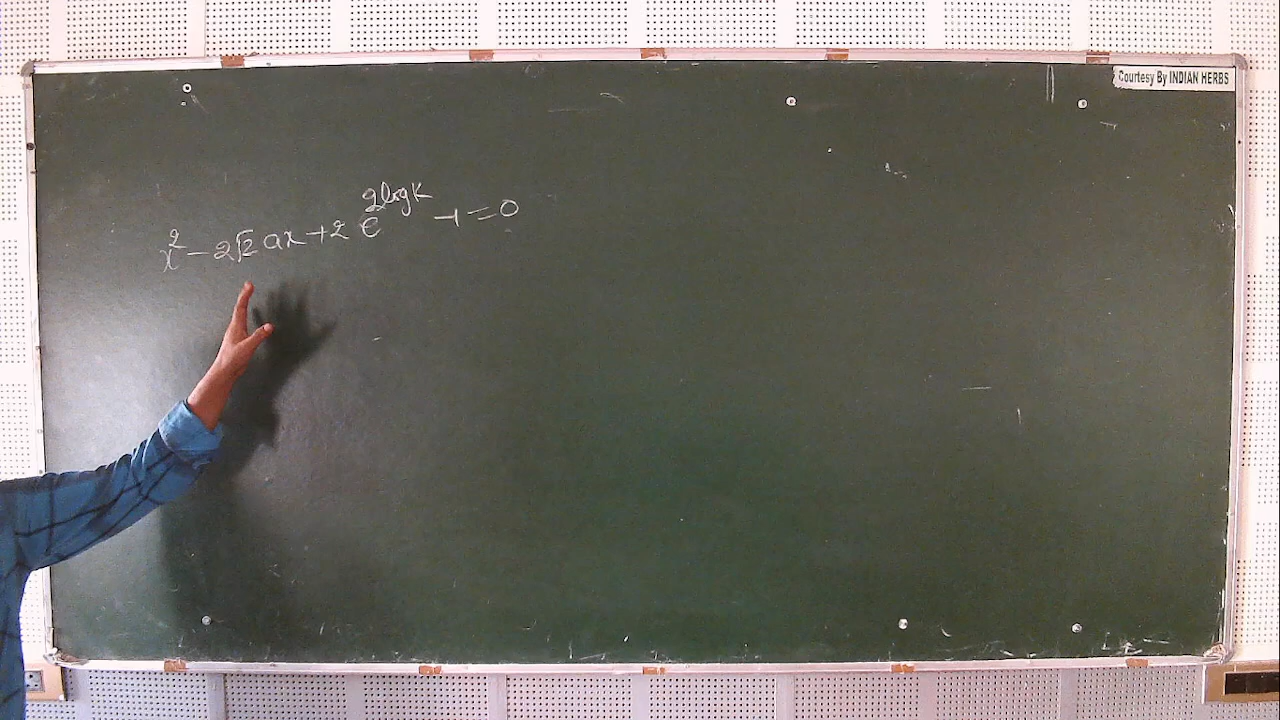 Courtesy By INDIAN HERBS
x² - 2√2 ax + 2 e^{2logk} - 1 = 0